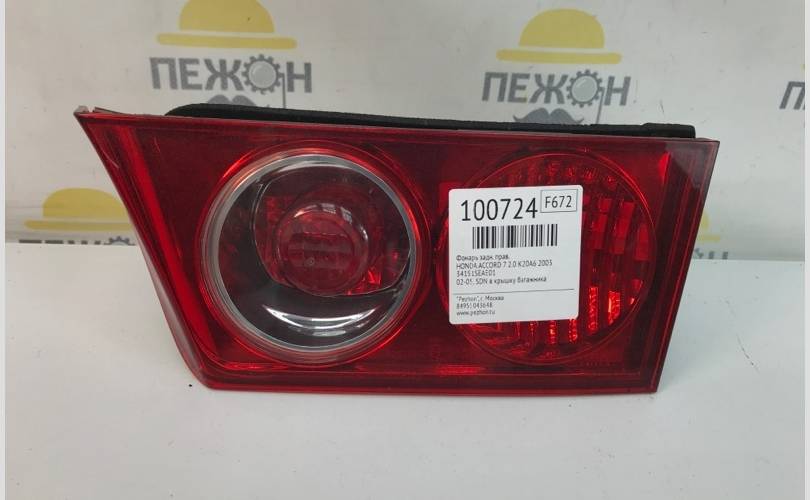 ПЕЖОН
ПЕЖОН
100724 F672
Фонарь задн. прав.
HONDA ACCORD 7 2.0 K20A6 2003
34151SEAE01
02-05, SDN в крышку багажника
"Pezhon", г. Москва
84951043648
www.pezhon.ru